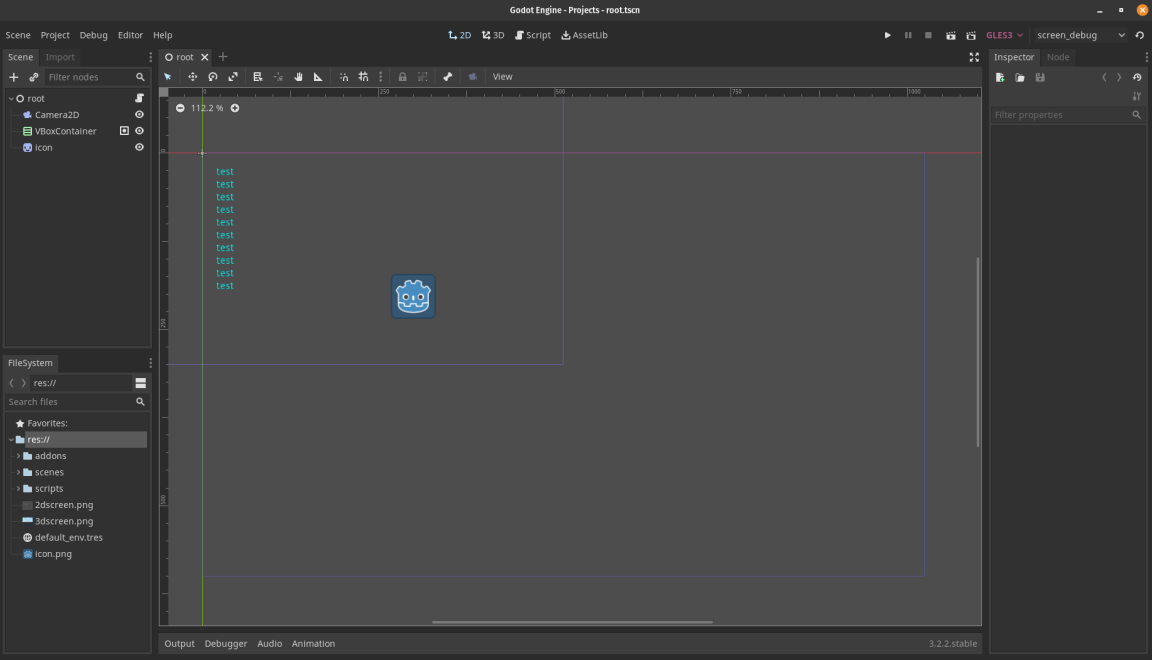 Godot Engine - Projects - root.tscn
Scene Project Debug Editor Help
2D 3D Script AssetLib
GLES3 screen_debug
Scene Import
Filter nodes
root
Camera2D
VBoxContainer
icon
FileSystem
res://
Search files
Favorites:
res://
addons
scenes
scripts
2dscreen.png
3dscreen.png
default_env.tres
icon.png
root
View
0 250 500 750 1000
112.2 %
0
250
500
test
test
test
test
test
test
test
test
test
test
Output Debugger Audio Animation
3.2.2.stable
Inspector Node
Filter properties